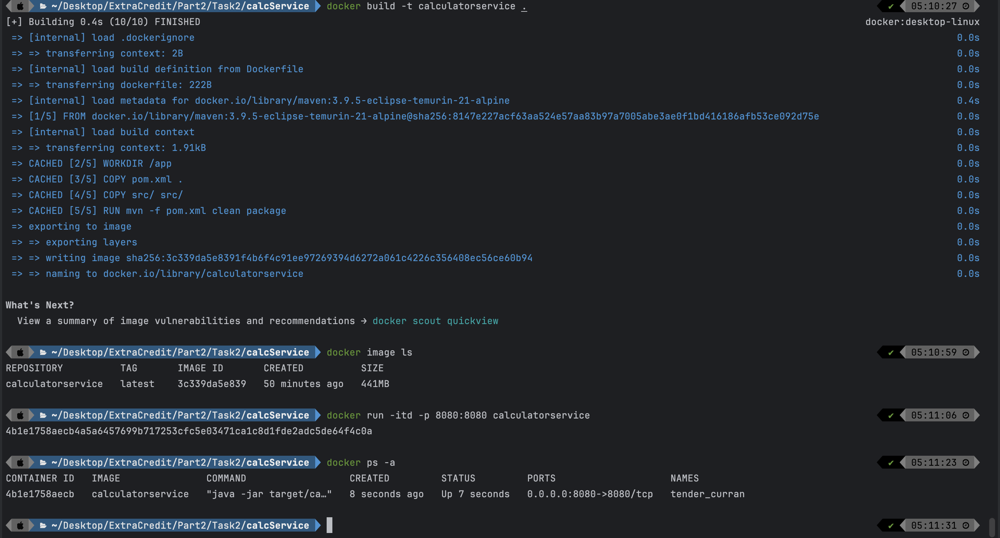 ~/Desktop/ExtraCredit/Part2/Task2/calcService docker build -t calculatorservice . ✔ 05:10:27
[+] Building 0.4s (10/10) FINISHED docker:desktop-linux
=> [internal] load .dockerignore 0.0s
=> => transferring context: 2B 0.0s
=> [internal] load build definition from Dockerfile 0.0s
=> => transferring dockerfile: 222B 0.0s
=> [internal] load metadata for docker.io/library/maven:3.9.5-eclipse-temurin-21-alpine 0.4s
=> [1/5] FROM docker.io/library/maven:3.9.5-eclipse-temurin-21-alpine@sha256:8147e227acf63aa524e57aa83b97a7005abe3ae0f1bd416186afb53ce092d75e 0.0s
=> [internal] load build context 0.0s
=> => transferring context: 1.91kB 0.0s
=> CACHED [2/5] WORKDIR /app 0.0s
=> CACHED [3/5] COPY pom.xml . 0.0s
=> CACHED [4/5] COPY src/ src/ 0.0s
=> CACHED [5/5] RUN mvn -f pom.xml clean package 0.0s
=> exporting to image 0.0s
=> => exporting layers 0.0s
=> => writing image sha256:3c339da5e8391f4b6f4c91ee97269394d6272a061c4226c356408ec56ce60b94 0.0s
=> => naming to docker.io/library/calculatorservice 0.0s
What's Next?
View a summary of image vulnerabilities and recommendations → docker scout quickview
~/Desktop/ExtraCredit/Part2/Task2/calcService docker image ls ✔ 05:10:59
REPOSITORY TAG IMAGE ID CREATED SIZE
calculatorservice latest 3c339da5e839 50 minutes ago 441MB
~/Desktop/ExtraCredit/Part2/Task2/calcService docker run -itd -p 8080:8080 calculatorservice ✔ 05:11:06
4b1e1758aecb4a5a6457699b717253cfc5e03471ca1c8d1fde2adc5de64f4c0a
~/Desktop/ExtraCredit/Part2/Task2/calcService docker ps -a ✔ 05:11:23
CONTAINER ID IMAGE COMMAND CREATED STATUS PORTS NAMES
4b1e1758aecb calculatorservice "java -jar target/ca…" 8 seconds ago Up 7 seconds 0.0.0.0:8080->8080/tcp tender_curran
~/Desktop/ExtraCredit/Part2/Task2/calcService ✔ 05:11:31